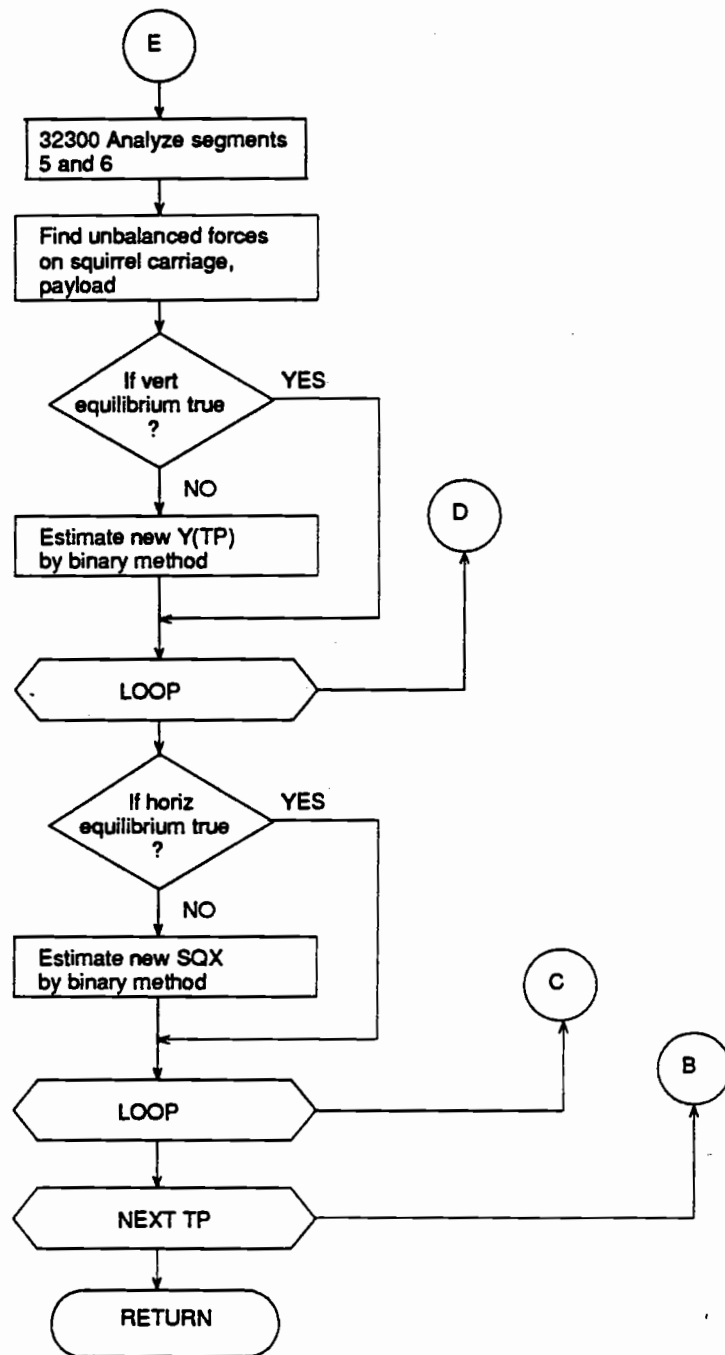 E
32300 Analyze segments
5 and 6
Find unbalanced forces
on squirrel carriage,
payload
If vert
equilibrium true
?
YES
NO
D
Estimate new Y(TP)
by binary method
LOOP
If horiz
equilibrium true
?
YES
NO
Estimate new SQX
by binary method
C
B
LOOP
NEXT TP
RETURN